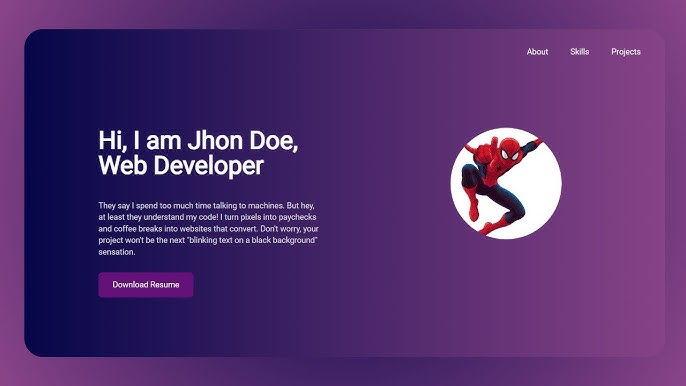 About Skills Projects
Hi, I am Jhon Doe,
Web Developer
They say I spend too much time talking to machines. But hey,
at least they understand my code! I turn pixels into paychecks
and coffee breaks into websites that convert. Don't worry, your
project won't be the next "blinking text on a black background"
sensation.
Download Resume